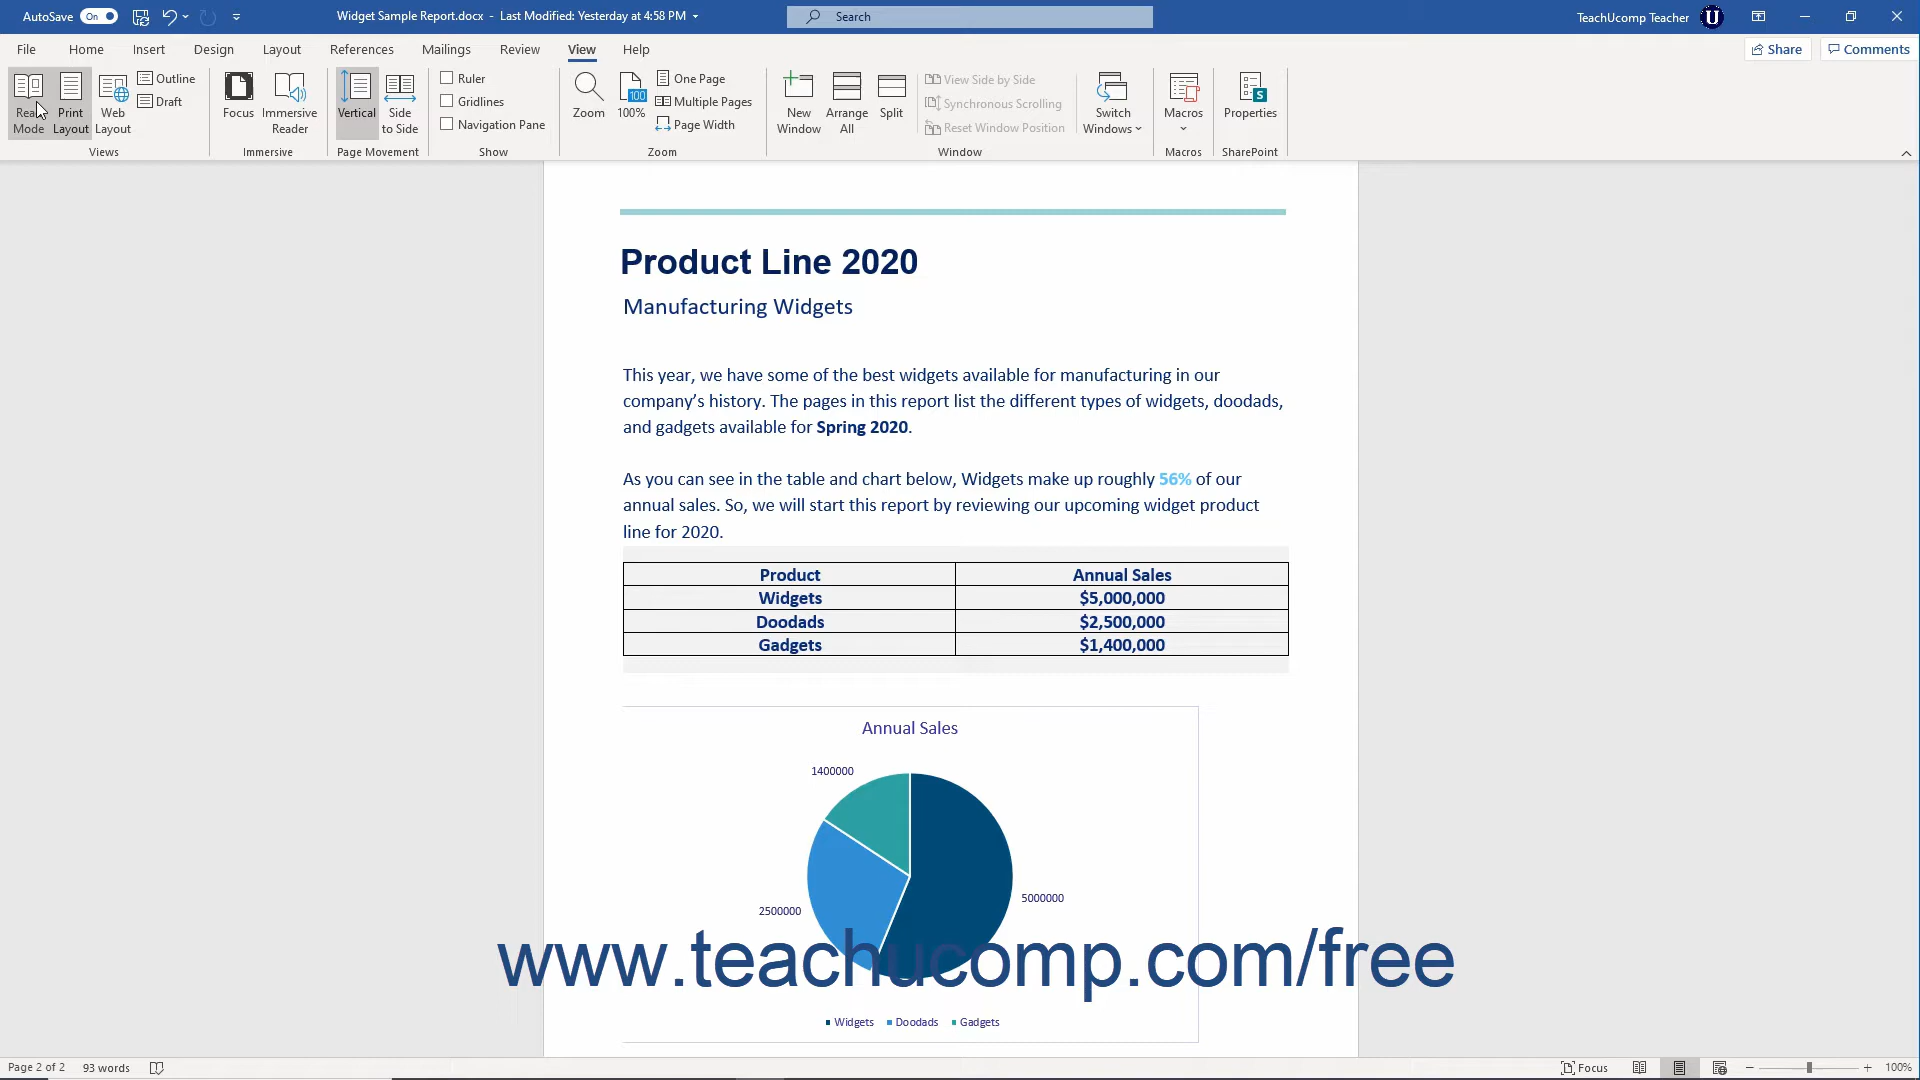 AutoSave On
Widget Sample Report.docx - Last Modified: Yesterday at 4:58 PM
Search
TeachUcomp Teacher U
File Home Insert Design Layout References Mailings Review View Help
Share Comments
Read Mode
Print Layout
Web Layout
Outline
Draft
Views
Focus
Immersive Reader
Immersive
Vertical
Side to Side
Page Movement
Ruler
Gridlines
Navigation Pane
Show
Zoom
100
100%
One Page
Multiple Pages
Page Width
Zoom
New Window
Arrange All
Split
View Side by Side
Synchronous Scrolling
Reset Window Position
Switch Windows
Window
Macros
Macros
S
Properties
SharePoint
Product Line 2020
Manufacturing Widgets
This year, we have some of the best widgets available for manufacturing in our
company's history. The pages in this report list the different types of widgets, doodads,
and gadgets available for Spring 2020.
As you can see in the table and chart below, Widgets make up roughly 56% of our
annual sales. So, we will start this report by reviewing our upcoming widget product
line for 2020.
Product Annual Sales
Widgets $5,000,000
Doodads $2,500,000
Gadgets $1,400,000
Annual Sales
1400000
5000000
2500000
www.teachucomp.com/free
Widgets Doodads Gadgets
Page 2 of 2 93 words
Focus
100%